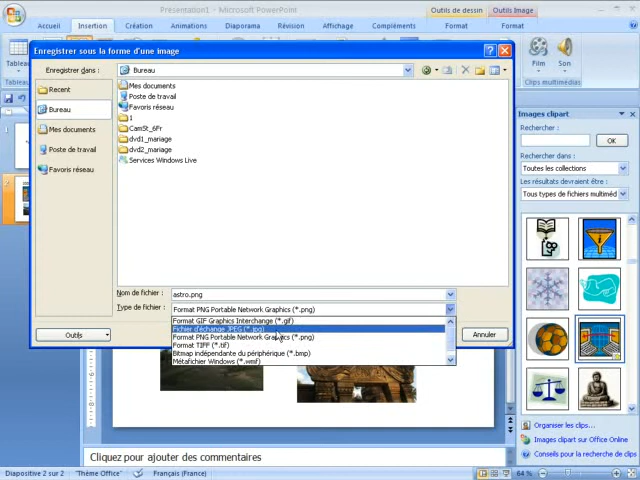 Présentation1 - Microsoft PowerPoint
Outils de dessin
Outils Image
Accueil
Insertion
Création
Animations
Diaporama
Révision
Affichage
Compléments
Format
Format
Enregistrer sous la forme d'une image
Tableau
Film
Son
Clips multimédias
Enregistrer dans :
Bureau
Recent
Bureau
Mes documents
Poste de travail
Favoris réseau
Mes documents
Poste de travail
Favoris réseau
1
CamSt_6Fr
dvd1_mariage
dvd2_mariage
Services Windows Live
Nom de fichier :
astro.png
Type de fichier :
Format PNG Portable Network Graphics (*.png)
Format GIF Graphics Interchange (*.gif)
Fichier d'échange JPEG (*.jpg)
Format PNG Portable Network Graphics (*.png)
Format TIFF (*.tif)
Bitmap indépendante du périphérique (*.bmp)
Métafichier Windows (*.wmf)
Outils
Annuler
Images clipart
Rechercher :
OK
Rechercher dans :
Toutes les collections
Les résultats devraient être :
Tous types de fichiers multiméd
Organiser les clips...
Images clipart sur Office Online
Conseils pour la recherche de clips
Cliquez pour ajouter des commentaires
Diapositive 2 sur 2
"Thème Office"
Français (France)
64 %